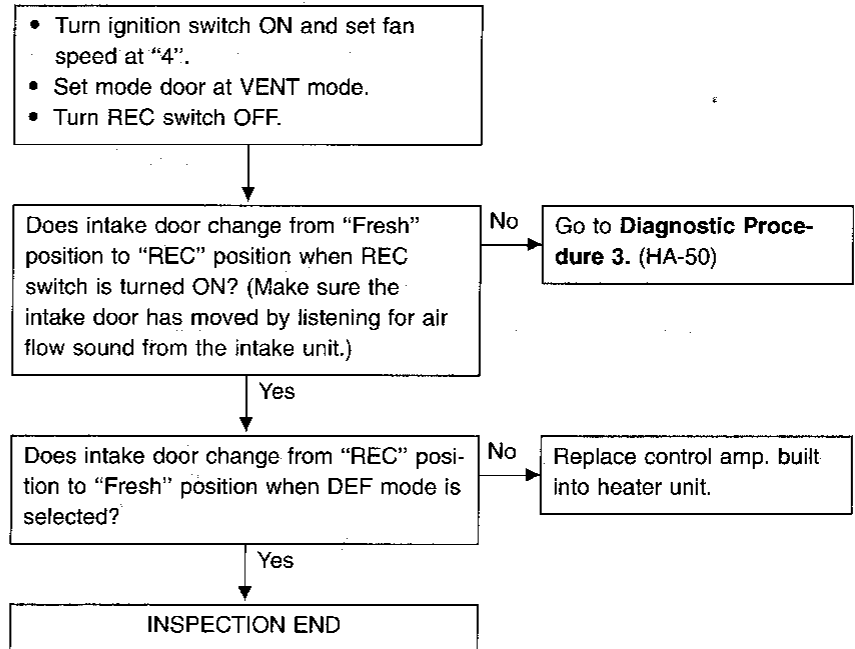 • Turn ignition switch ON and set fan
speed at “4”.
• Set mode door at VENT mode.
• Turn REC switch OFF.
Does intake door change from “Fresh”
position to “REC” position when REC
switch is turned ON? (Make sure the
intake door has moved by listening for air
flow sound from the intake unit.)
No
Go to Diagnostic Proce-
dure 3. (HA-50)
Yes
Does intake door change from “REC” posi-
tion to “Fresh” position when DEF mode is
selected?
No
Replace control amp. built
into heater unit.
Yes
INSPECTION END